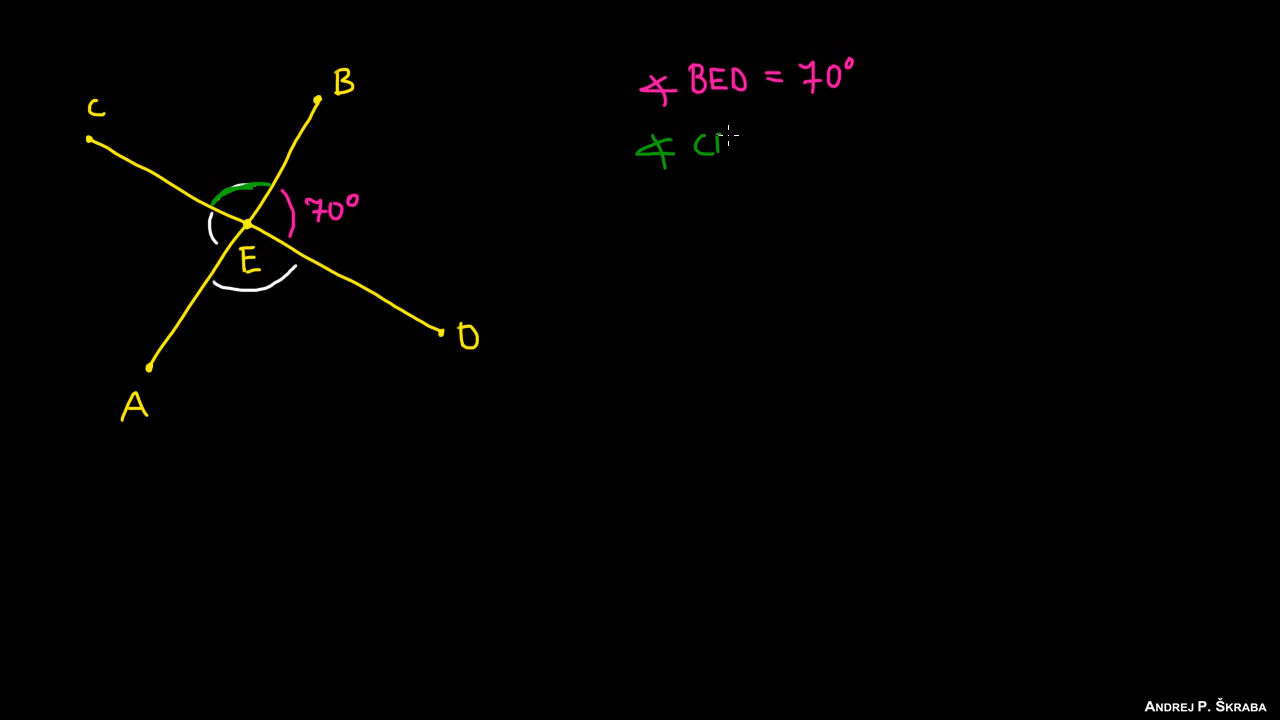 C
B
70°
E
D
A
∡ BED = 70°
∡ C
ANDREJ P. ŠKRABA